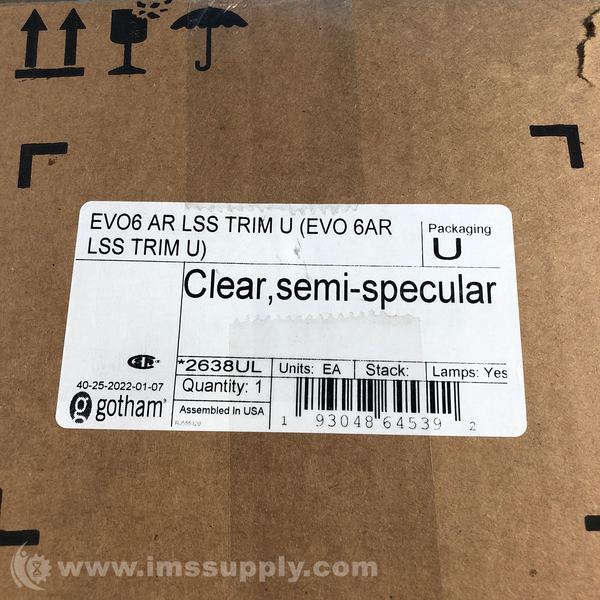 EVO6 AR LSS TRIM U (EVO 6AR
LSS TRIM U)
Packaging
U
Clear,semi-specular
*2638UL
Units: EA
Stack:
Lamps: Yes
40-25-2022-01-07
Quantity: 1
gotham
Assembled In USA
1 93048 64539 2
www.imssupply.com